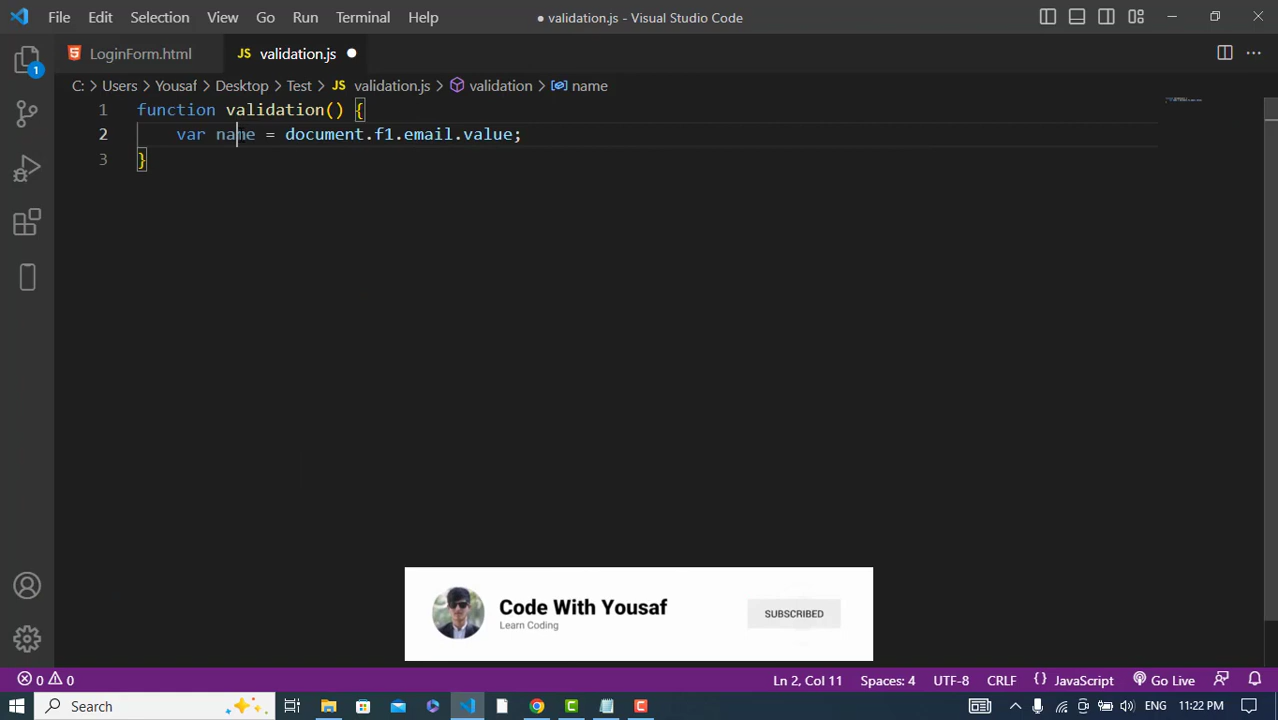 File Edit Selection View Go Run Terminal Help ● validation.js - Visual Studio Code
LoginForm.html JS validation.js ●
C: > Users > Yousaf > Desktop > Test > JS validation.js > validation > name
1 function validation() {
2 var name = document.f1.email.value;
3 }
1
Code With Yousaf
Learn Coding
SUBSCRIBED
0 0 Ln 2, Col 11 Spaces: 4 UTF-8 CRLF {} JavaScript Go Live
Search ENG 11:22 PM